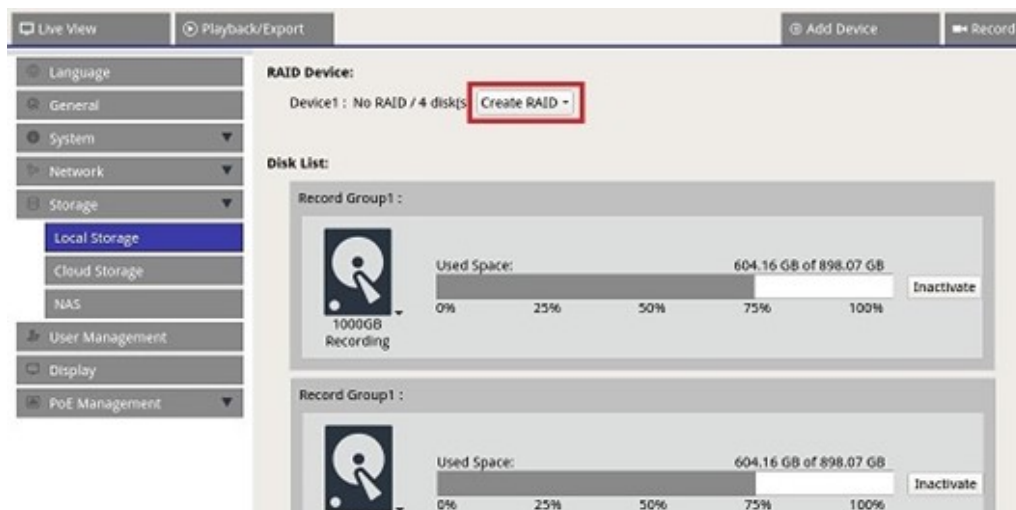 Live View
Playback/Export
Add Device
Record
Language
General
System
Network
Storage
Local Storage
Cloud Storage
NAS
User Management
Display
PoE Management
RAID Device:
Device1 : No RAID / 4 disk(s Create RAID
Disk List:
Record Group1 :
Used Space: 604.16 GB of 898.07 GB
Inactivate
0% 25% 50% 75% 100%
1000GB
Recording
Record Group1 :
Used Space: 604.16 GB of 898.07 GB
Inactivate
0% 25% 50% 75% 100%